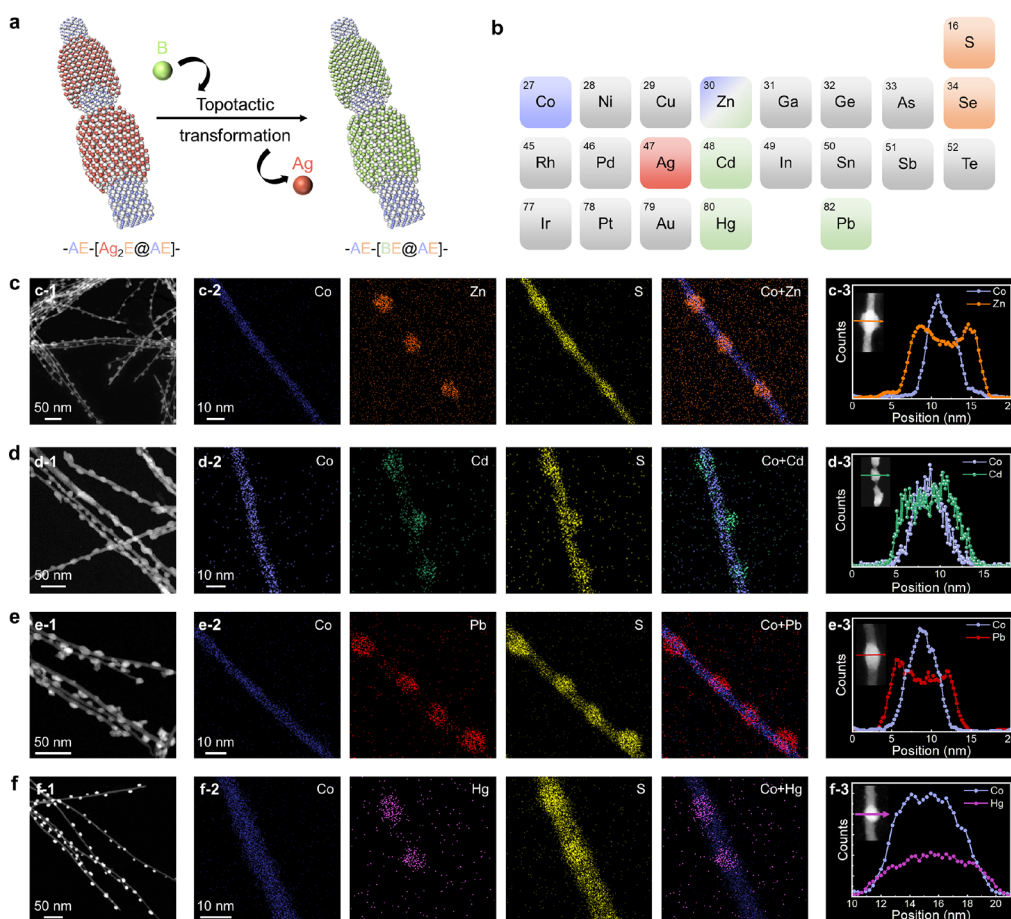 a
B
Topotactic
transformation
Ag
-AE-[Ag₂E@AE]-
-AE-[BE@AE]-
b
16 S
27 Co 28 Ni 29 Cu 30 Zn 31 Ga 32 Ge 33 As 34 Se
45 Rh 46 Pd 47 Ag 48 Cd 49 In 50 Sn 51 Sb 52 Te
77 Ir 78 Pt 79 Au 80 Hg 82 Pb
c
c-1
50 nm
c-2 Co
10 nm
Zn
S
Co+Zn
c-3
Co
Zn
Counts
0 5 10 15 20
Position (nm)
d
d-1
50 nm
d-2 Co
10 nm
Cd
S
Co+Cd
d-3
Co
Cd
Counts
0 5 10 15
Position (nm)
e
e-1
50 nm
e-2 Co
10 nm
Pb
S
Co+Pb
e-3
Co
Pb
Counts
0 5 10 15
Position (nm)
f
f-1
50 nm
f-2 Co
10 nm
Hg
S
Co+Hg
f-3
Co
Hg
Counts
10 12 14 16 18 20
Position (nm)